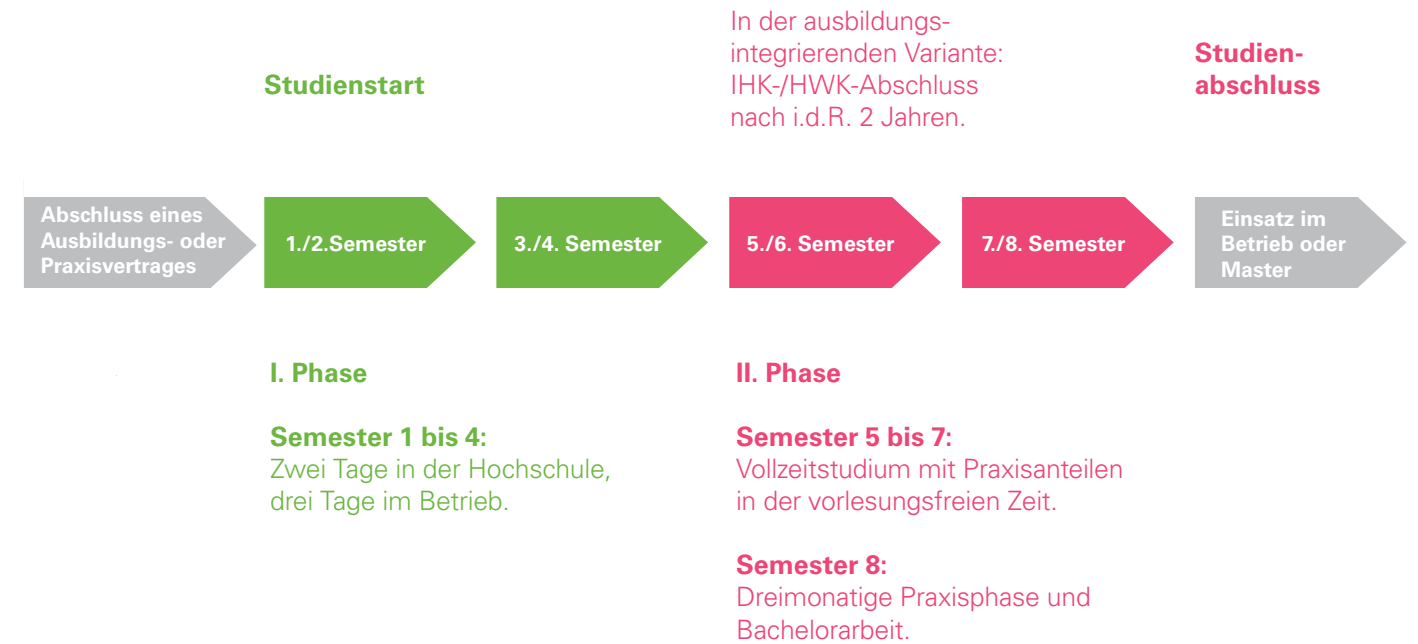 Studienstart
In der ausbildungs-
integrierenden Variante:
IHK-/HWK-Abschluss
nach i.d.R. 2 Jahren.
Studien-
abschluss
Abschluss eines
Ausbildungs- oder
Praxisvertrages
1./2.Semester
3./4. Semester
5./6. Semester
7./8. Semester
Einsatz im
Betrieb oder
Master
I. Phase
Semester 1 bis 4:
Zwei Tage in der Hochschule,
drei Tage im Betrieb.
II. Phase
Semester 5 bis 7:
Vollzeitstudium mit Praxisanteilen
in der vorlesungsfreien Zeit.
Semester 8:
Dreimonatige Praxisphase und
Bachelorarbeit.